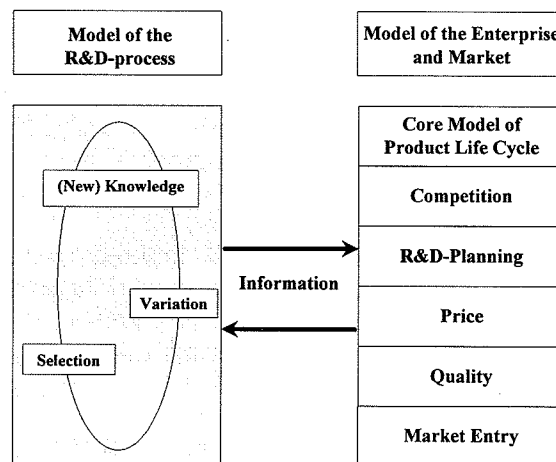 Model of the
R&D-process
Model of the Enterprise
and Market
(New) Knowledge
Variation
Selection
Information
Core Model of
Product Life Cycle
Competition
R&D-Planning
Price
Quality
Market Entry